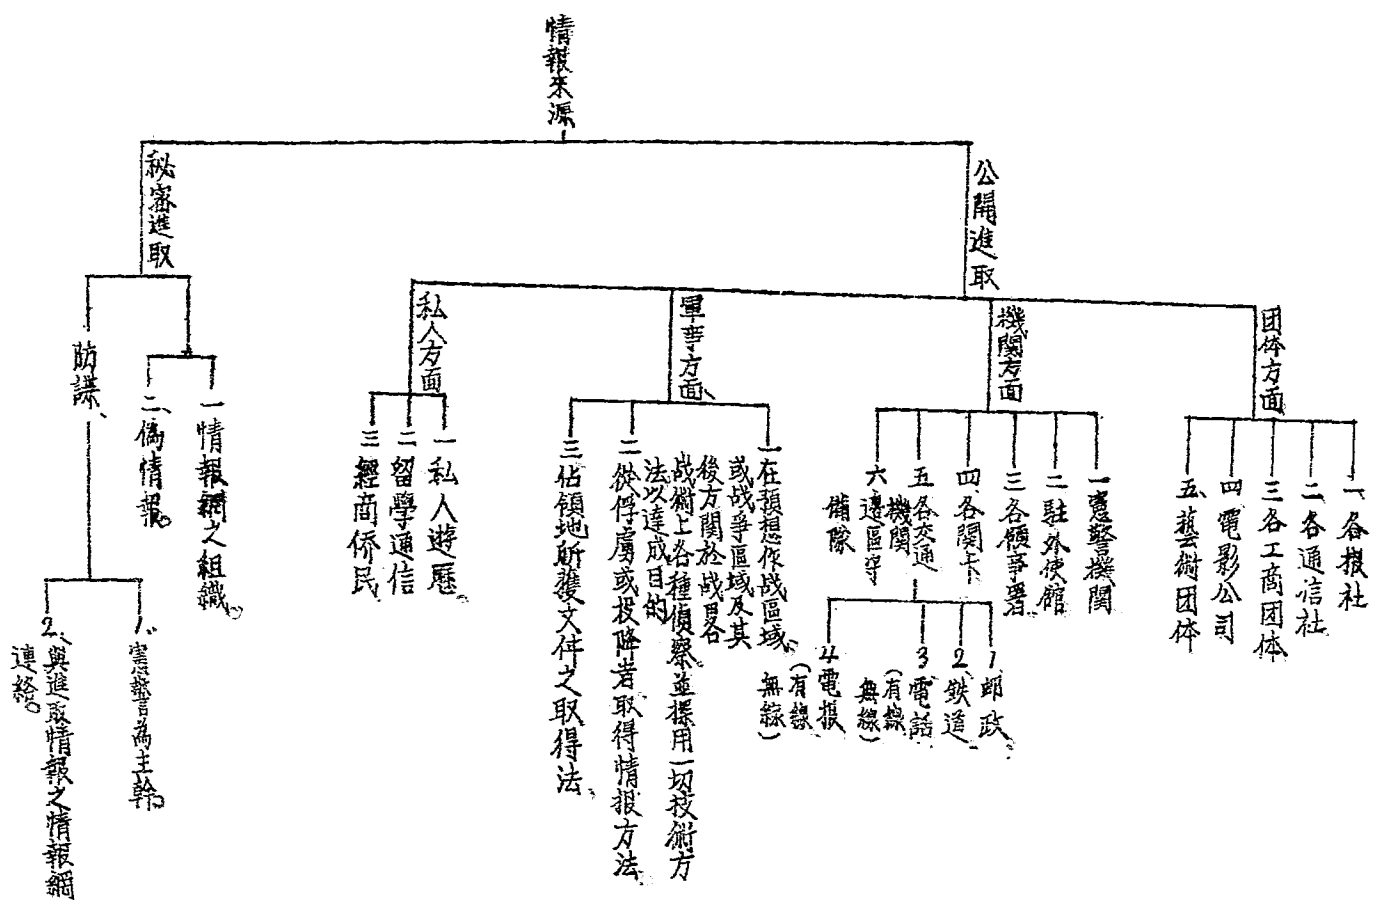 情報來源
公開進取
团体方面
一、各报社
二、各通信社
三各工商団体
四電影公司
五、藝術团体
機関方面
一憲警機関
二駐外使館
三各領事署
四各関卡
五各交通
機関
1.郵政
2.鉄道
3.電話
(有線
無線)
4電报
(有線
無線)
六邊區守
備隊
軍事方面
一在預想作战區域
或战爭區域及其
後方関於战畧
战術上各種偵察並採用一切技術方
法以達成目的
二從俘虜或投降者取得情报方法
三佔領地所獲文件之取得法
私人方面
一私人遊歷
二留學通信
三經商侨民
秘密進取
一情報網之組織。
二、偽情報。
防諜、
1.憲警為主幹
2、與進取情報之情報網
連絡。